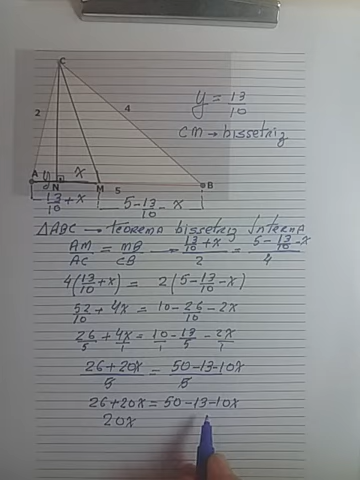 C
2
4
y = 13/10
CM → bissetriz
A y x
N M 5 B
13/10 + x 5 - 13/10 - x
△ABC → teorema bissetriz Interna
AM/AC = MB/CB → (13/10 + x)/2 = (5 - 13/10 - x)/4
4(13/10 + x) = 2(5 - 13/10 - x)
52/10 + 4x = 10 - 26/10 - 2x
26/5 + 4x/1 = 10/1 - 13/5 - 2x/1
(26 + 20x)/5 = (50 - 13 - 10x)/5
26 + 20x = 50 - 13 - 10x
20x